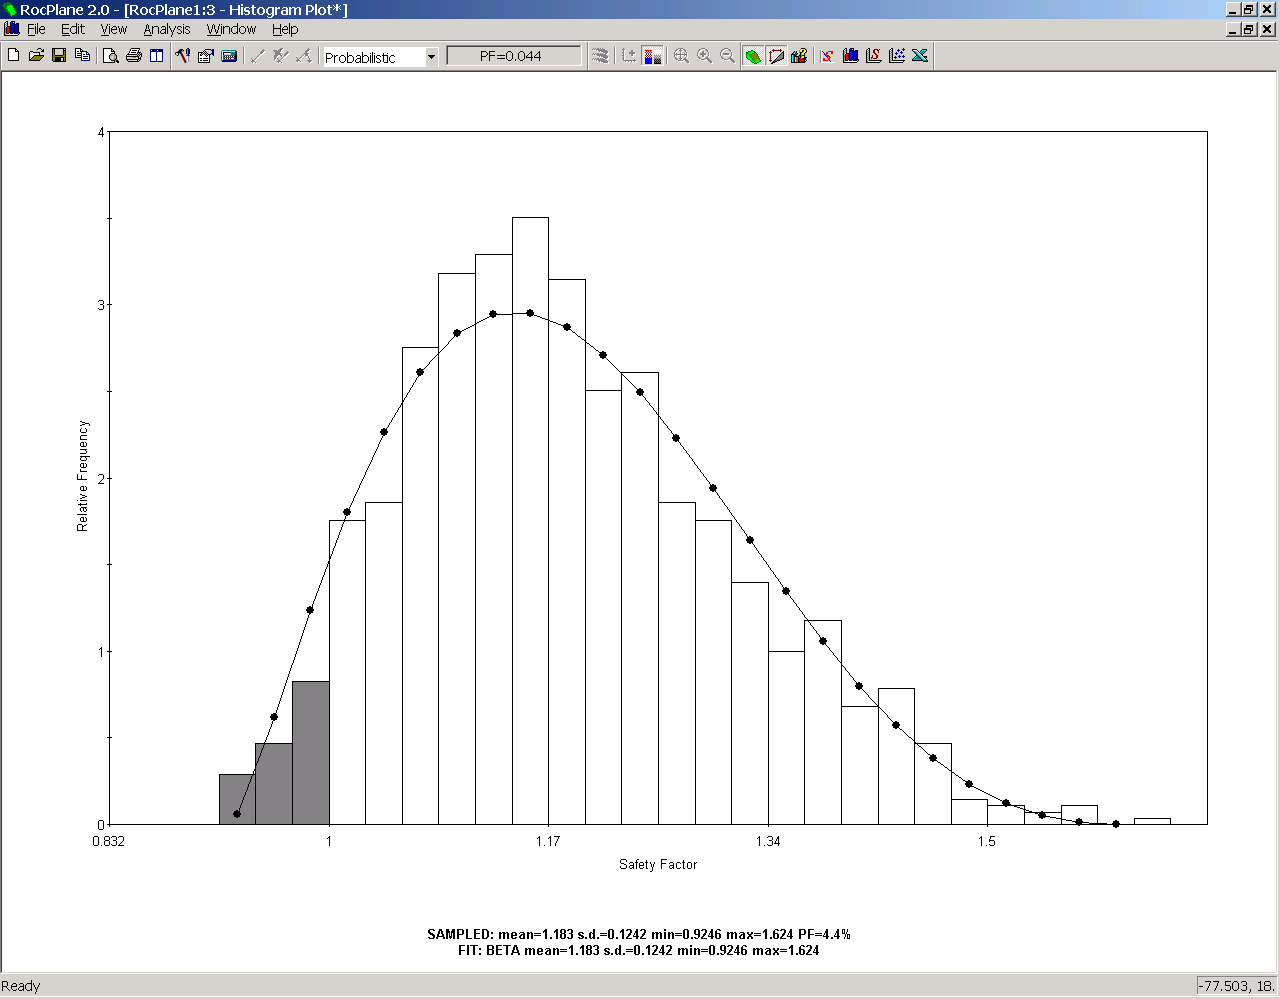 RocPlane 2.0 - [RocPlane1:3 - Histogram Plot*]
File Edit View Analysis Window Help
Probabilistic PF=0.044
4
3
2
1
0
Relative Frequency
0.832 1 1.17 1.34 1.5
Safety Factor
SAMPLED: mean=1.183 s.d.=0.1242 min=0.9246 max=1.624 PF=4.4%
FIT: BETA mean=1.183 s.d.=0.1242 min=0.9246 max=1.624
Ready -77.503, 18.